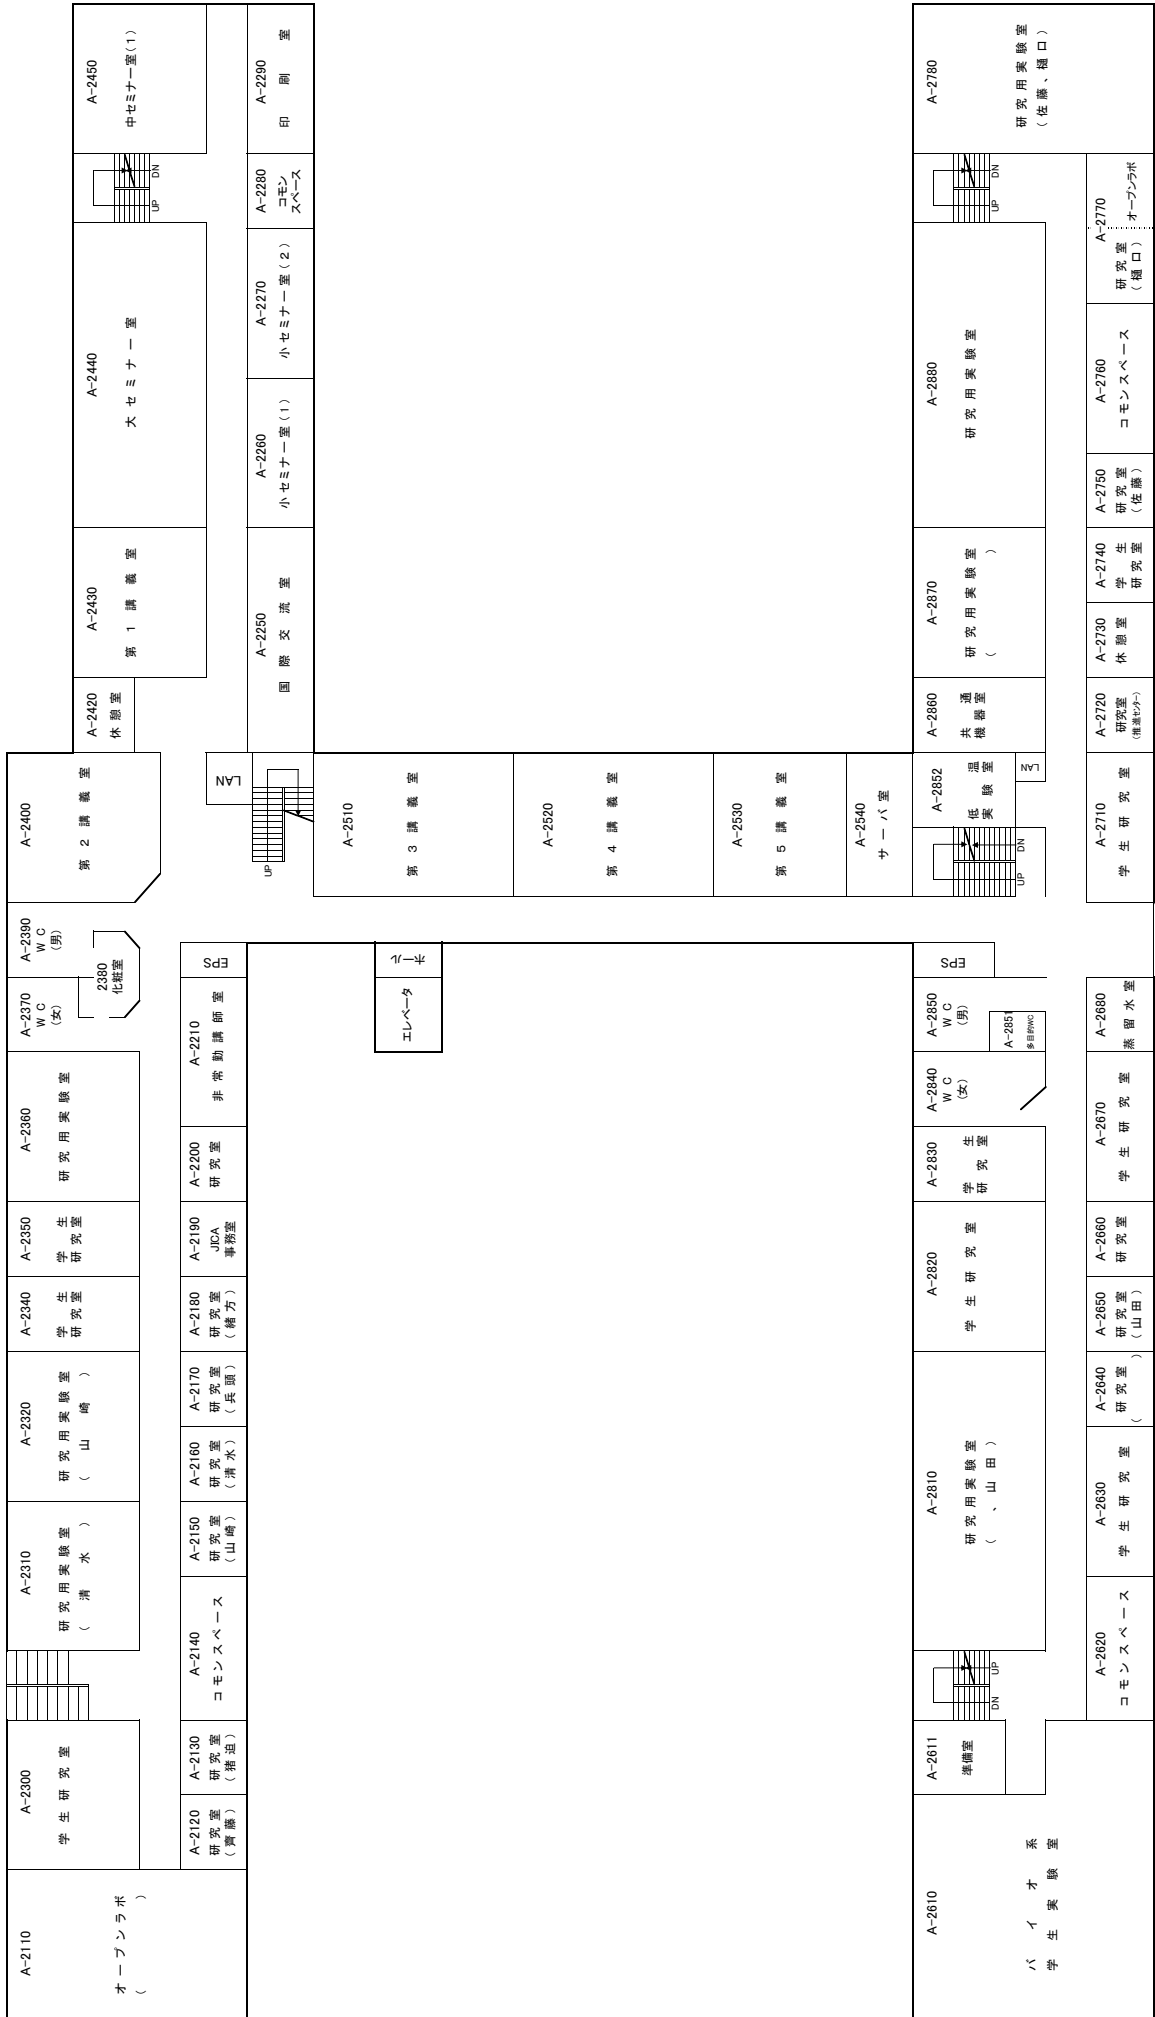 A-2450
中セミナー室(1)
UP
DN
A-2440
大セミナー室
A-2430
第1講義室
A-2420
休憩室
A-2290
印刷室
A-2280
コモン
スペース
A-2270
小セミナー室(2)
A-2260
小セミナー室(1)
A-2250
国際交流室
A-2400
第2講義室
LAN
UP
A-2510
第3講義室
A-2520
第4講義室
A-2530
第5講義室
A-2540
サーバ室
A-2780
研究用実験室
(佐藤、樋口)
UP
DN
A-2880
研究用実験室
A-2870
研究用実験室
( )
A-2860
共通
機器室
A-2852
低温
実験室
LAN
UP
DN
A-2770
研究室
(樋口)
オープンラボ
A-2760
コモンスペース
A-2750
研究室
(佐藤)
A-2740
学生
研究室
A-2730
休憩室
A-2720
研究室
(推進センター)
A-2710
学生研究室
A-2390
WC
(男)
2380
化粧室
A-2370
WC
(女)
A-2360
研究用実験室
A-2350
学生
研究室
A-2340
学生
研究室
A-2320
研究用実験室
(山崎)
A-2310
研究用実験室
(清水)
A-2300
学生研究室
A-2110
オープンラボ
( )
EPS
A-2210
非常勤講師室
A-2200
研究室
A-2190
JICA
事務室
A-2180
研究室
(緒方)
A-2170
研究室
(兵頭)
A-2160
研究室
(清水)
A-2150
研究室
(山崎)
A-2140
コモンスペース
A-2130
研究室
(猪迫)
A-2120
研究室
(齊藤)
ホール
エレベータ
EPS
A-2850
WC
(男)
A-2851
多目的WC
A-2840
WC
(女)
A-2830
学生
研究室
A-2820
学生研究室
A-2810
研究用実験室
( 、山田)
DN
UP
A-2611
準備室
A-2610
バイオ系
学生実験室
A-2680
蒸留水室
A-2670
学生研究室
A-2660
研究室
A-2650
研究室
(山田)
A-2640
研究室
( )
A-2630
学生研究室
A-2620
コモンスペース